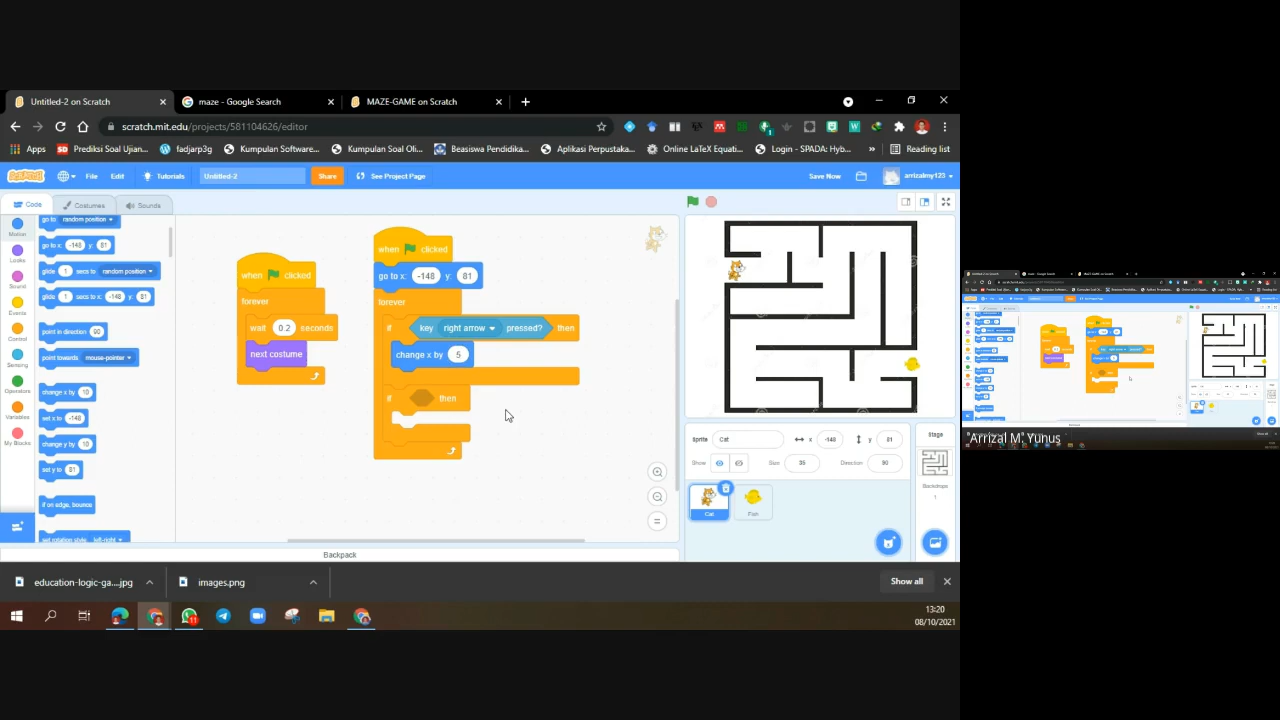 Untitled-2 on Scratch
maze - Google Search
MAZE-GAME on Scratch
scratch.mit.edu/projects/581104626/editor
Apps
Prediksi Soal Ujian...
fadjarp3g
Kumpulan Software...
Kumpulan Soal Oli...
Beasiswa Pendidika...
Aplikasi Perpustaka...
Online LaTeX Equati...
Login - SPADA: Hyb...
»
Reading list
SCRATCH
File
Edit
Tutorials
Untitled-2
Share
See Project Page
Save Now
arrizalmy123
Code
Costumes
Sounds
Motion
Looks
Sound
Events
Control
Sensing
Operators
Variables
My Blocks
go to random position
go to x: -148 y: 81
glide 1 secs to random position
glide 1 secs to x: -148 y: 81
point in direction 90
point towards mouse-pointer
change x by 10
set x to -148
change y by 10
set y to 81
if on edge, bounce
set rotation style left-right
when clicked
forever
wait 0.2 seconds
next costume
when clicked
go to x: -148 y: 81
forever
if key right arrow pressed? then
change x by 5
if then
Sprite Cat x -148 y 81
Show Size 35 Direction 90
Cat
Fish
Stage
Backdrops
1
Backpack
education-logic-ga....jpg
images.png
Show all
11
13:20
08/10/2021
Arrizal M. Yunus